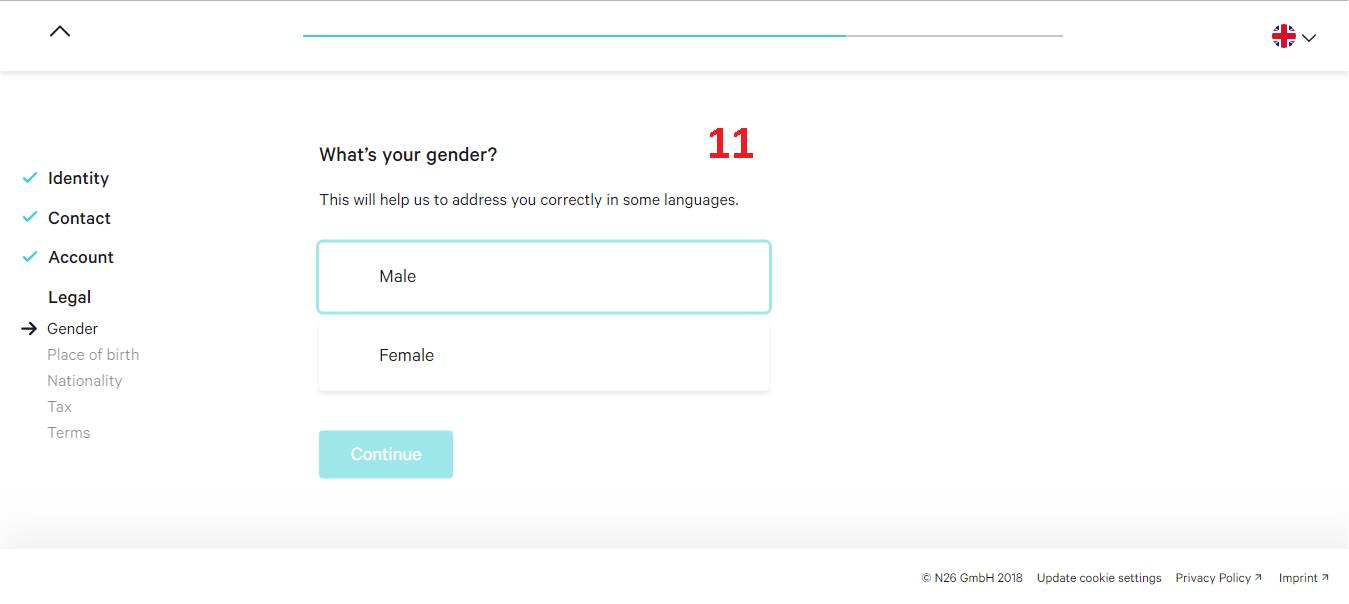 What's your gender?
11
This will help us to address you correctly in some languages.
Identity
Contact
Account
Legal
Gender
Place of birth
Nationality
Tax
Terms
Male
Female
Continue
© N26 GmbH 2018 Update cookie settings Privacy Policy ↗ Imprint ↗